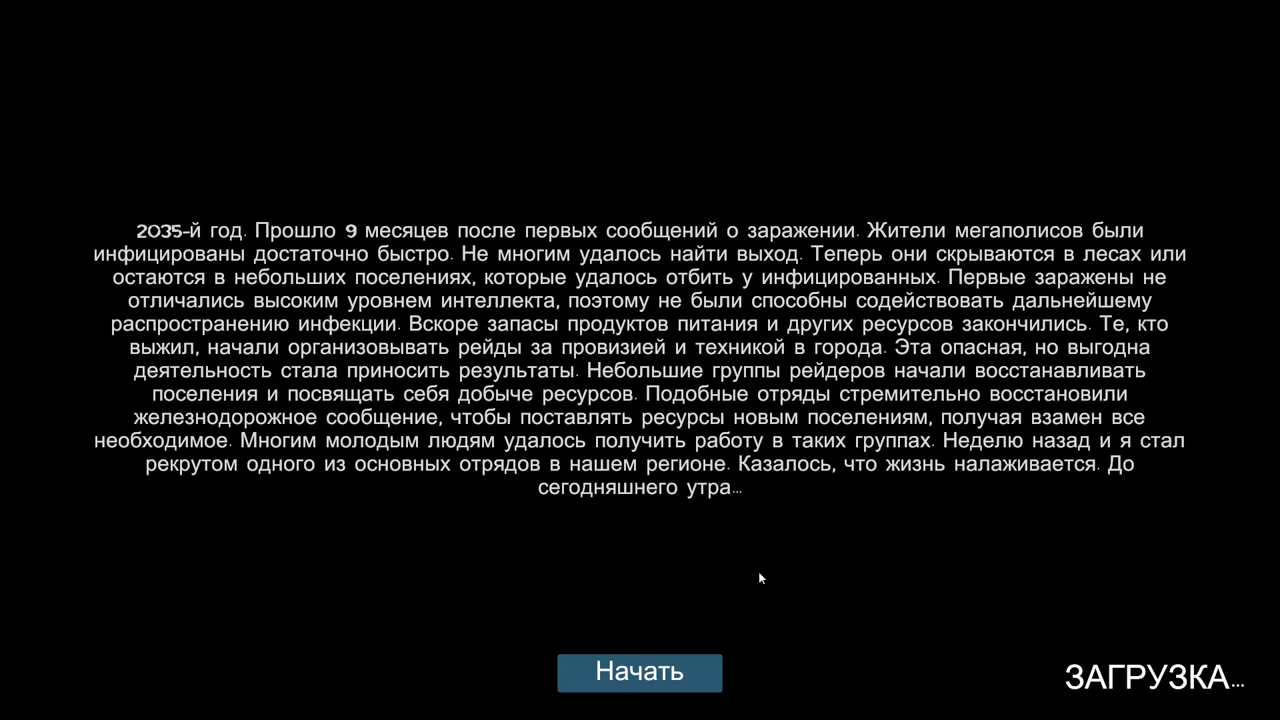 2035-й год. Прошло 9 месяцев после первых сообщений о заражении. Жители мегаполисов были
инфицированы достаточно быстро. Не многим удалось найти выход. Теперь они скрываются в лесах или
остаются в небольших поселениях, которые удалось отбить у инфицированных. Первые заражены не
отличались высоким уровнем интеллекта, поэтому не были способны содействовать дальнейшему
распространению инфекции. Вскоре запасы продуктов питания и других ресурсов закончились. Те, кто
выжил, начали организовывать рейды за провизией и техникой в города. Эта опасная, но выгодна
деятельность стала приносить результаты. Небольшие группы рейдеров начали восстанавливать
поселения и посвящать себя добыче ресурсов. Подобные отряды стремительно восстановили
железнодорожное сообщение, чтобы поставлять ресурсы новым поселениям, получая взамен все
необходимое. Многим молодым людям удалось получить работу в таких группах. Неделю назад и я стал
рекрутом одного из основных отрядов в нашем регионе. Казалось, что жизнь налаживается. До
сегодняшнего утра...
Начать
ЗАГРУЗКА...